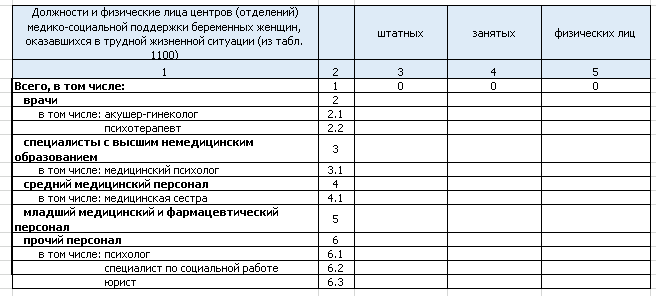 Должности и физические лица центров (отделений)
медико-социальной поддержки беременных женщин,
оказавшихся в трудной жизненной ситуации (из табл.
1100)
штатных занятых физических лиц
1 2 3 4 5
Всего, в том числе: 1 0 0 0
врачи 2
в том числе: акушер-гинеколог 2.1
психотерапевт 2.2
специалисты с высшим немедицинским
образованием 3
в том числе: медицинский психолог 3.1
средний медицинский персонал 4
в том числе: медицинская сестра 4.1
младший медицинский и фармацевтический
персонал 5
прочий персонал 6
в том числе: психолог 6.1
специалист по социальной работе 6.2
юрист 6.3